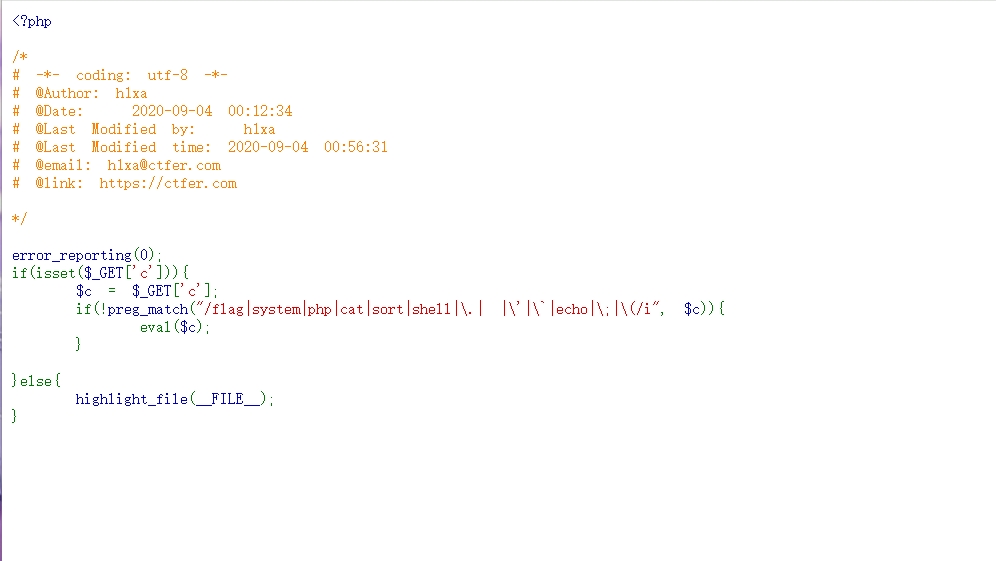 <?php
/*
# -*- coding: utf-8 -*-
# @Author: h1xa
# @Date: 2020-09-04 00:12:34
# @Last Modified by: h1xa
# @Last Modified time: 2020-09-04 00:56:31
# @email: h1xa@ctfer.com
# @link: https://ctfer.com
*/
error_reporting(0);
if(isset($_GET['c'])){
$c = $_GET['c'];
if(!preg_match("/flag|system|php|cat|sort|shell|\.| |\'|\`|echo|\;|\(/i", $c)){
eval($c);
}
}else{
highlight_file(__FILE__);
}